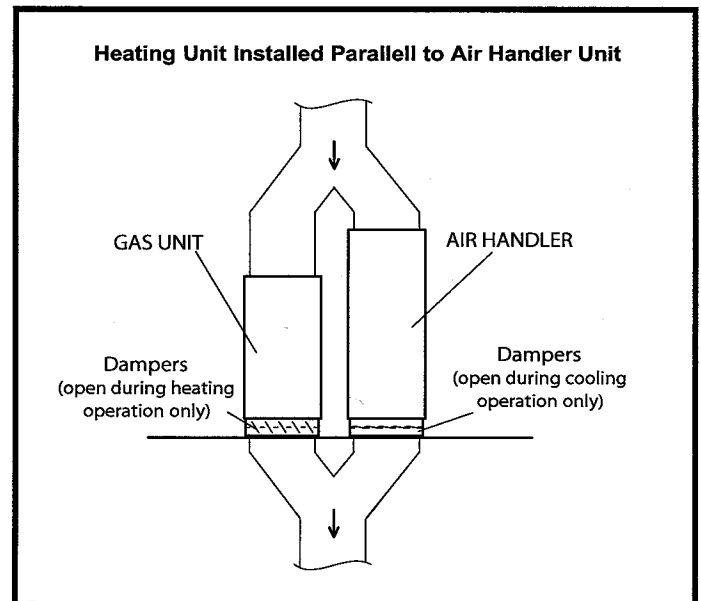 Heating Unit Installed Parallell to Air Handler Unit
GAS UNIT
AIR HANDLER
Dampers
(open during heating
operation only)
Dampers
(open during cooling
operation only)